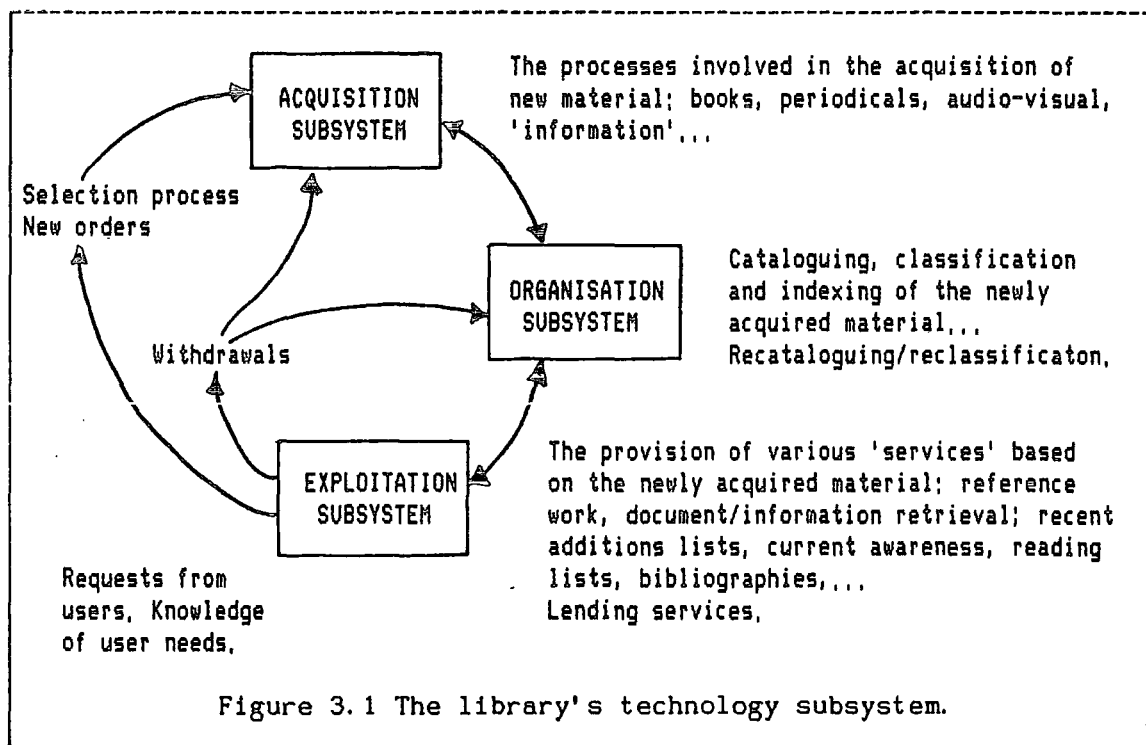 ACQUISITION
SUBSYSTEM
The processes involved in the acquisition of
new material; books, periodicals, audio-visual,
'information',..
Selection process
New orders
ORGANISATION
SUBSYSTEM
Cataloguing, classification
and indexing of the newly
acquired material,..
Recataloguing/reclassificaton,
Withdrawals
EXPLOITATION
SUBSYSTEM
The provision of various 'services' based
on the newly acquired material; reference
work, document/information retrieval; recent
additions lists, current awareness, reading
lists, bibliographies,...
Lending services,
Requests from
users, Knowledge
of user needs,
Figure 3.1 The library's technology subsystem.